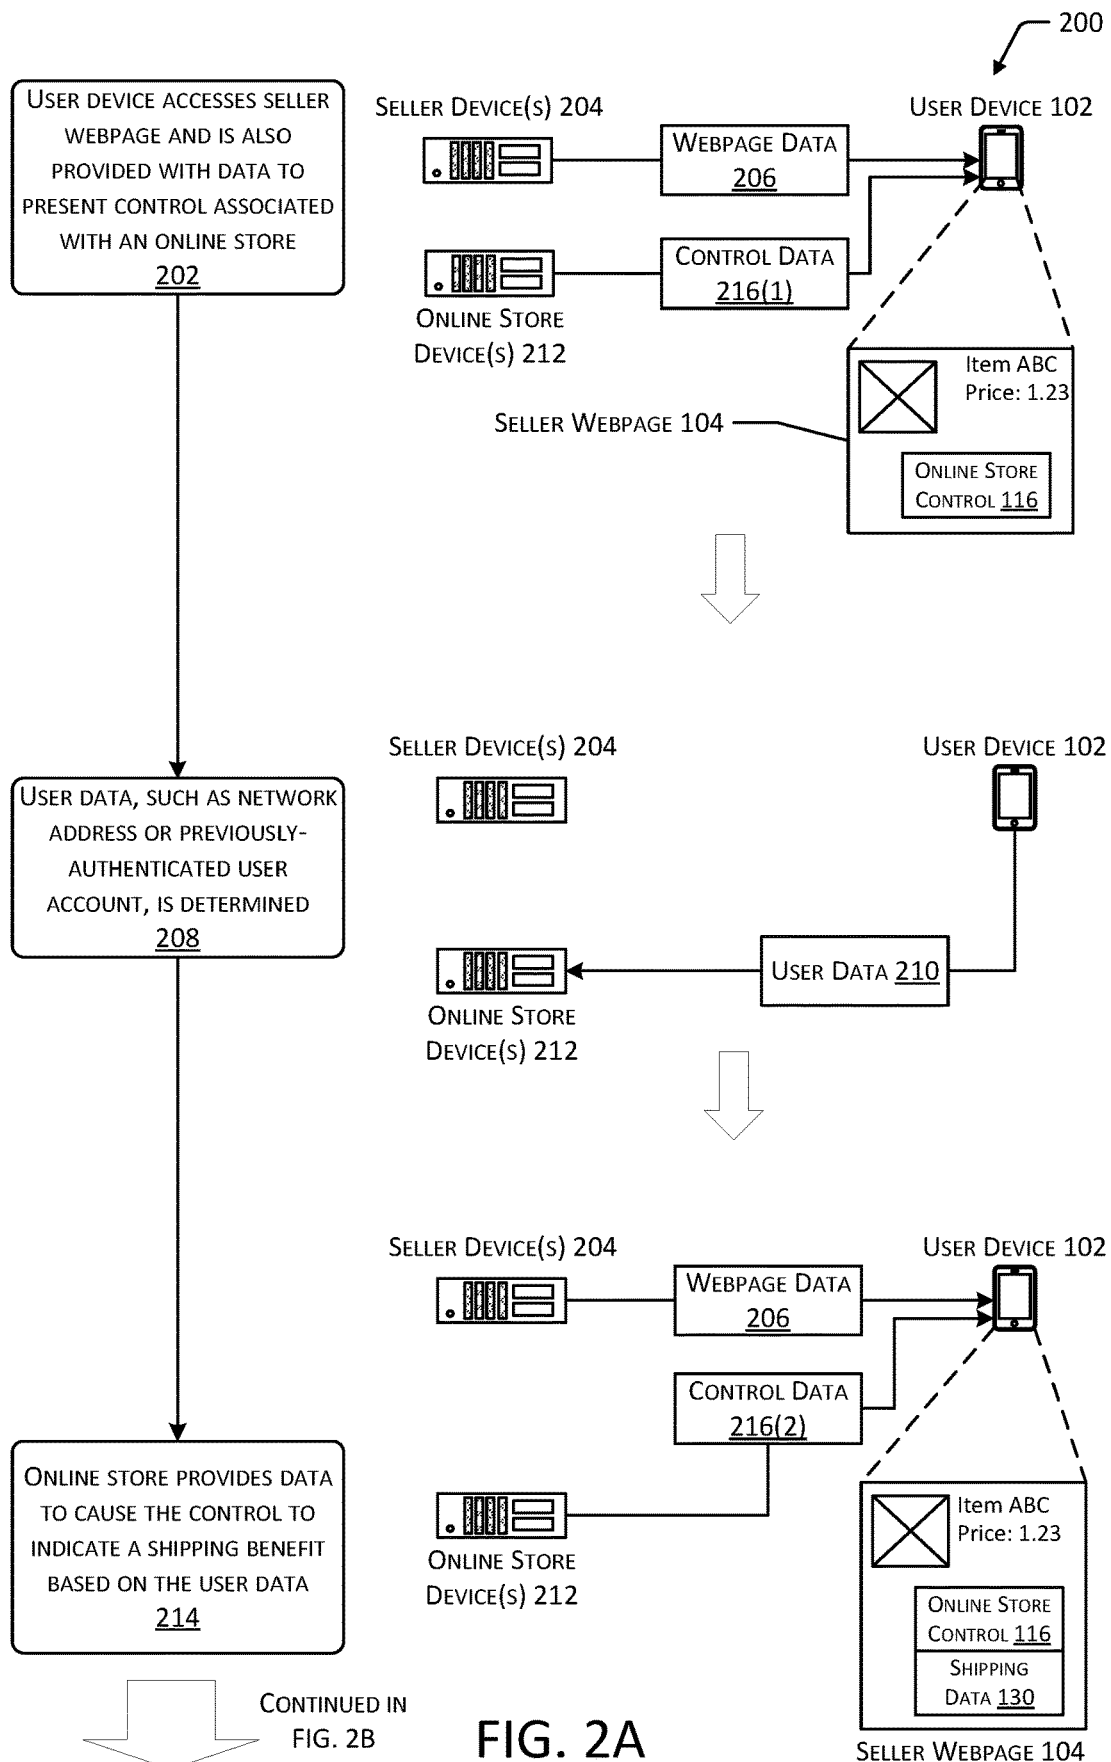 200
USER DEVICE ACCESSES SELLER
WEBPAGE AND IS ALSO
PROVIDED WITH DATA TO
PRESENT CONTROL ASSOCIATED
WITH AN ONLINE STORE
202
SELLER DEVICE(S) 204
USER DEVICE 102
WEBPAGE DATA
206
CONTROL DATA
216(1)
ONLINE STORE
DEVICE(S) 212
Item ABC
Price: 1.23
SELLER WEBPAGE 104
ONLINE STORE
CONTROL 116
USER DATA, SUCH AS NETWORK
ADDRESS OR PREVIOUSLY-
AUTHENTICATED USER
ACCOUNT, IS DETERMINED
208
SELLER DEVICE(S) 204
USER DEVICE 102
USER DATA 210
ONLINE STORE
DEVICE(S) 212
SELLER DEVICE(S) 204
USER DEVICE 102
WEBPAGE DATA
206
CONTROL DATA
216(2)
ONLINE STORE PROVIDES DATA
TO CAUSE THE CONTROL TO
INDICATE A SHIPPING BENEFIT
BASED ON THE USER DATA
214
ONLINE STORE
DEVICE(S) 212
Item ABC
Price: 1.23
ONLINE STORE
CONTROL 116
SHIPPING
DATA 130
SELLER WEBPAGE 104
CONTINUED IN
FIG. 2B
FIG. 2A